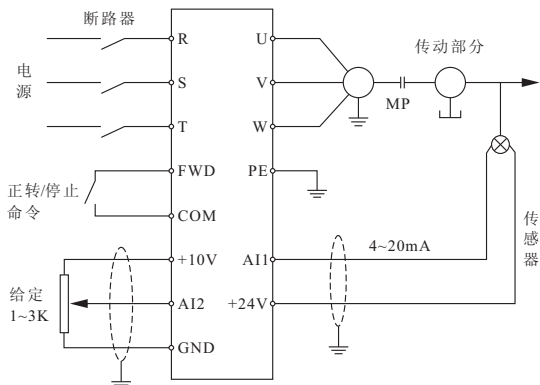 断路器
R
U
电源
S
V
传动部分
MP
T
W
FWD
PE
正转/停止
命令
COM
传感器
+10V
AI1
4~20mA
给定
1~3K
AI2
+24V
GND